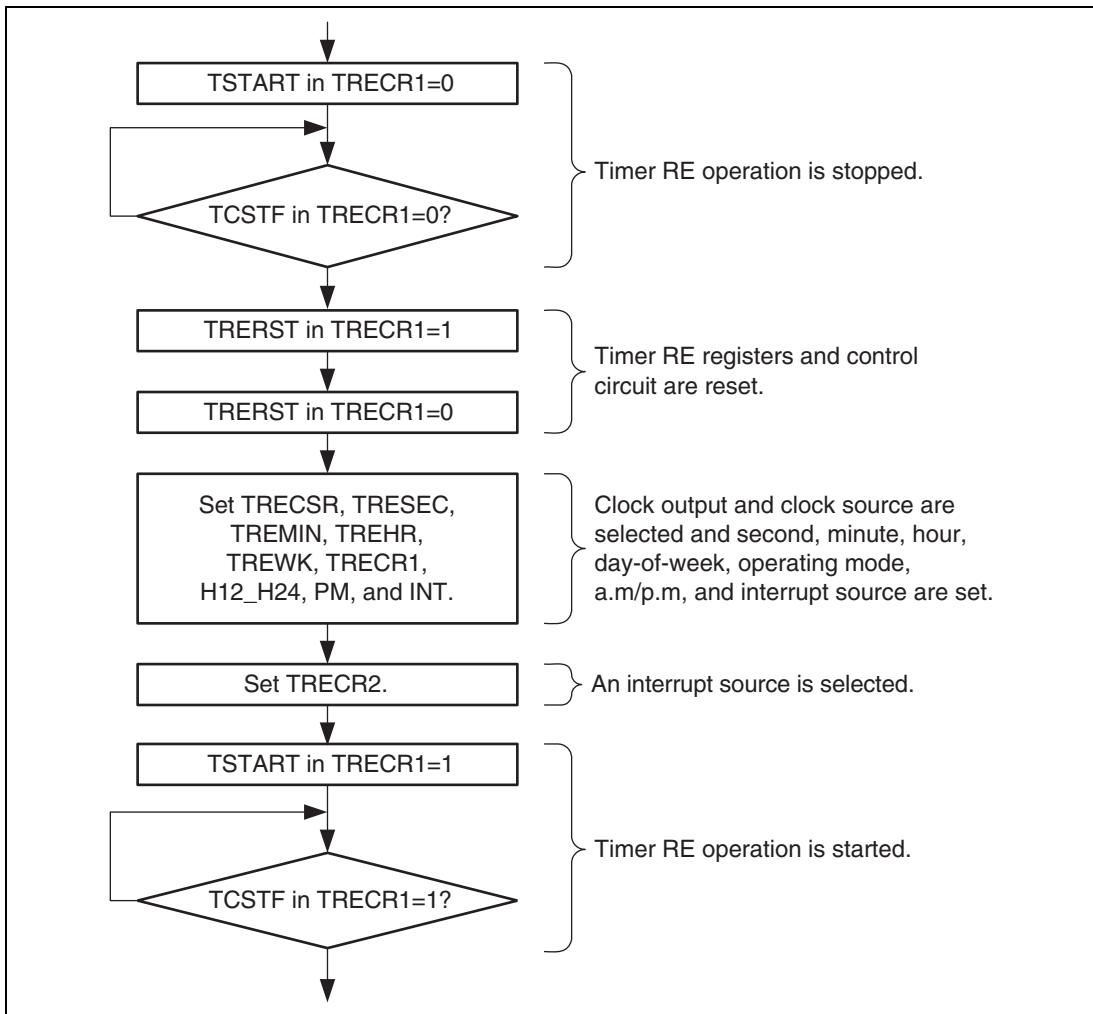 TSTART in TRECR1=0
TCSTF in TRECR1=0?
Timer RE operation is stopped.
TRERST in TRECR1=1
TRERST in TRECR1=0
Timer RE registers and control
circuit are reset.
Set TRECSR, TRESEC,
TREMIN, TREHR,
TREWK, TRECR1,
H12_H24, PM, and INT.
Clock output and clock source are
selected and second, minute, hour,
day-of-week, operating mode,
a.m/p.m, and interrupt source are set.
Set TRECR2.
An interrupt source is selected.
TSTART in TRECR1=1
TCSTF in TRECR1=1?
Timer RE operation is started.